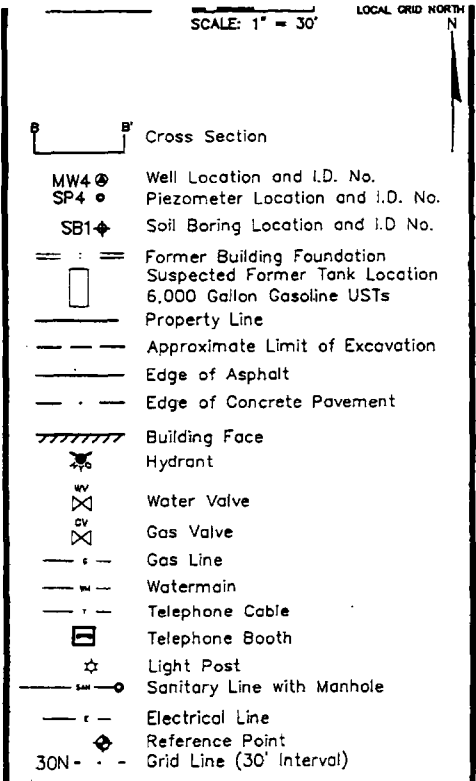 SCALE: 1" = 30'
LOCAL GRID NORTH
N
B B' Cross Section
MW4 Well Location and I.D. No.
SP4 Piezometer Location and I.D. No.
SB1 Soil Boring Location and I.D No.
Former Building Foundation
Suspected Former Tank Location
6,000 Gallon Gasoline USTs
Property Line
Approximate Limit of Excavation
Edge of Asphalt
Edge of Concrete Pavement
Building Face
Hydrant
WV Water Valve
GV Gas Valve
G Gas Line
WM Watermain
T Telephone Cable
Telephone Booth
Light Post
SAN Sanitary Line with Manhole
E Electrical Line
Reference Point
30N - · - Grid Line (30' Interval)